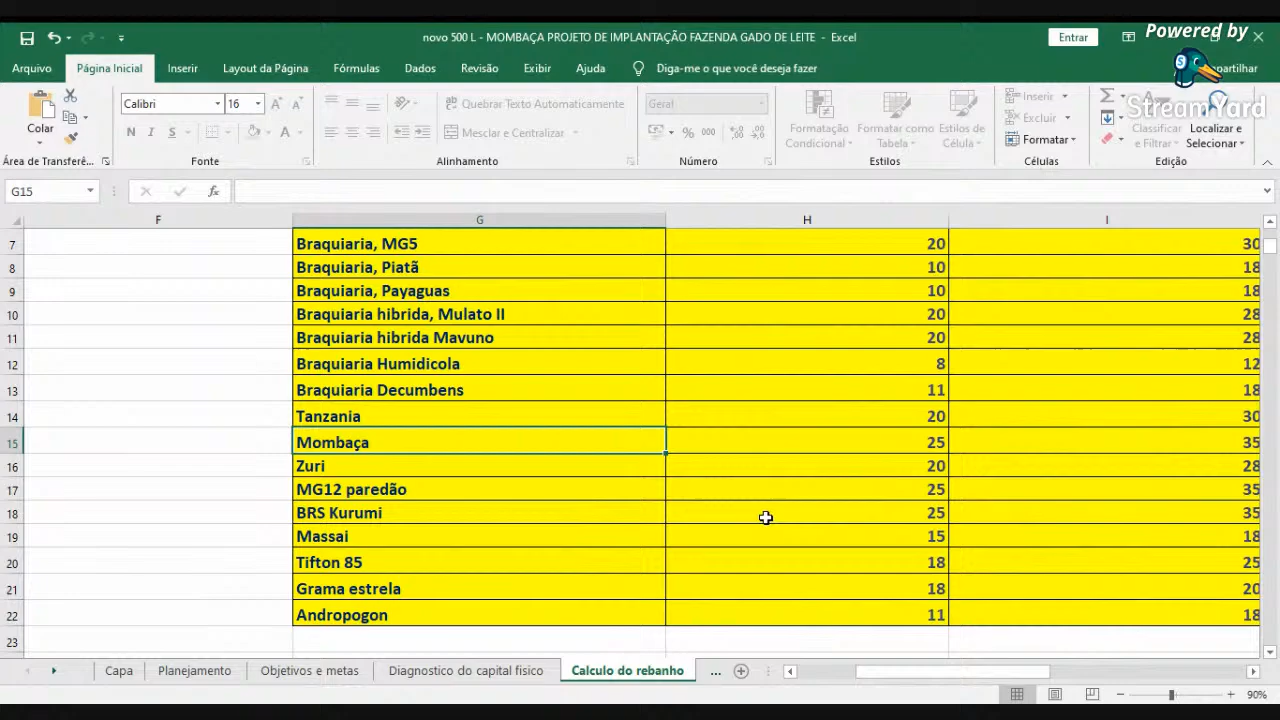 Powered by
StreamYard
novo 500 L - MOMBAÇA PROJETO DE IMPLANTAÇÃO FAZENDA GADO DE LEITE - Excel
Entrar
Arquivo Página Inicial Inserir Layout da Página Fórmulas Dados Revisão Exibir Ajuda Diga-me o que você deseja fazer
Colar
Calibri 16
N I S
Quebrar Texto Automaticamente
Mesclar e Centralizar
Geral
% 000
Formatação Condicional
Formatar como Tabela
Estilos de Célula
Inserir
Excluir
Formatar
Classificar e Filtrar
Localizar e Selecionar
Área de Transferê... Fonte Alinhamento Número Estilos Células Edição
G15 fx
F G H I
7 Braquiaria, MG5 20 30
8 Braquiaria, Piatã 10 18
9 Braquiaria, Payaguas 10 18
10 Braquiaria hibrida, Mulato II 20 28
11 Braquiaria hibrida Mavuno 20 28
12 Braquiaria Humidicola 8 12
13 Braquiaria Decumbens 11 18
14 Tanzania 20 30
15 Mombaça 25 35
16 Zuri 20 28
17 MG12 paredão 25 35
18 BRS Kurumi 25 35
19 Massai 15 18
20 Tifton 85 18 25
21 Grama estrela 18 20
22 Andropogon 11 18
23
Capa Planejamento Objetivos e metas Diagnostico do capital fisico Calculo do rebanho ...
90%